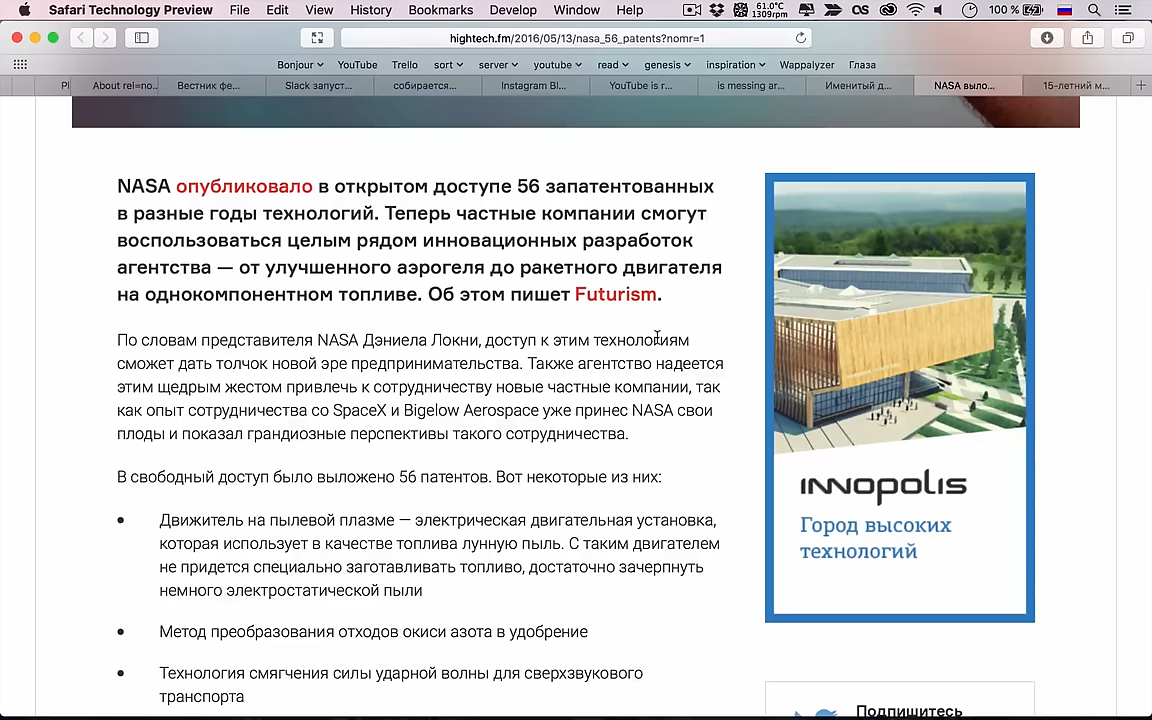 Safari Technology Preview File Edit View History Bookmarks Develop Window Help 61.0°C 1309rpm 100 %
hightech.fm/2016/05/13/nasa_56_patents?nomr=1
Bonjour YouTube Trello sort server youtube read genesis inspiration Wappalyzer Глаза
About rel=no... Вестник фе... Slack запуст... собирается... Instagram Bl... YouTube is r... is messing ar... Именитый д... NASA выло... 15-летний м...
NASA опубликовало в открытом доступе 56 запатентованных
в разные годы технологий. Теперь частные компании смогут
воспользоваться целым рядом инновационных разработок
агентства — от улучшенного аэрогеля до ракетного двигателя
на однокомпонентном топливе. Об этом пишет Futurism.
По словам представителя NASA Дэниела Локни, доступ к этим технологиям
сможет дать толчок новой эре предпринимательства. Также агентство надеется
этим щедрым жестом привлечь к сотрудничеству новые частные компании, так
как опыт сотрудничества со SpaceX и Bigelow Aerospace уже принес NASA свои
плоды и показал грандиозные перспективы такого сотрудничества.
В свободный доступ было выложено 56 патентов. Вот некоторые из них:
• Движитель на пылевой плазме — электрическая двигательная установка,
которая использует в качестве топлива лунную пыль. С таким двигателем
не придется специально заготавливать топливо, достаточно зачерпнуть
немного электростатической пыли
• Метод преобразования отходов окиси азота в удобрение
• Технология смягчения силы ударной волны для сверхзвукового
транспорта
INNOPOLIS
Город высоких
технологий
Подпишитесь